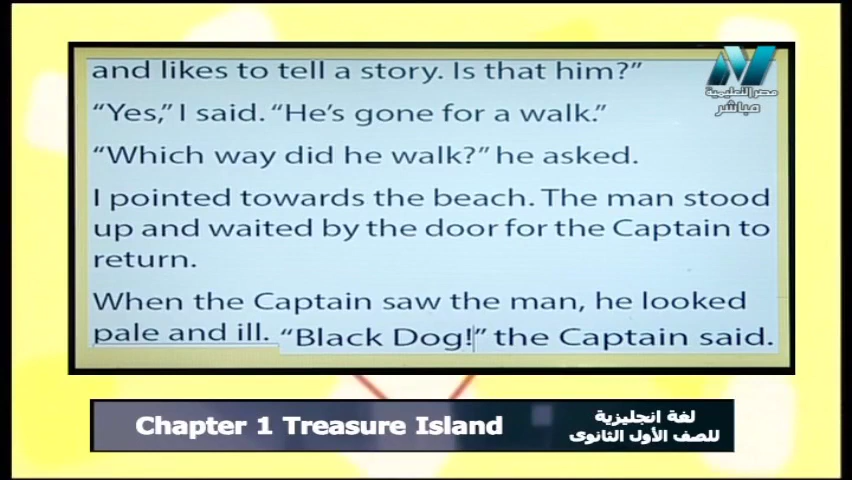 and likes to tell a story. Is that him?”
“Yes,” I said. “He’s gone for a walk.”
“Which way did he walk?” he asked.
I pointed towards the beach. The man stood
up and waited by the door for the Captain to
return.
When the Captain saw the man, he looked
pale and ill. “Black Dog!” the Captain said.
مصر التعليمية
مباشر
Chapter 1 Treasure Island
لغة انجليزية
للصف الأول الثانوى